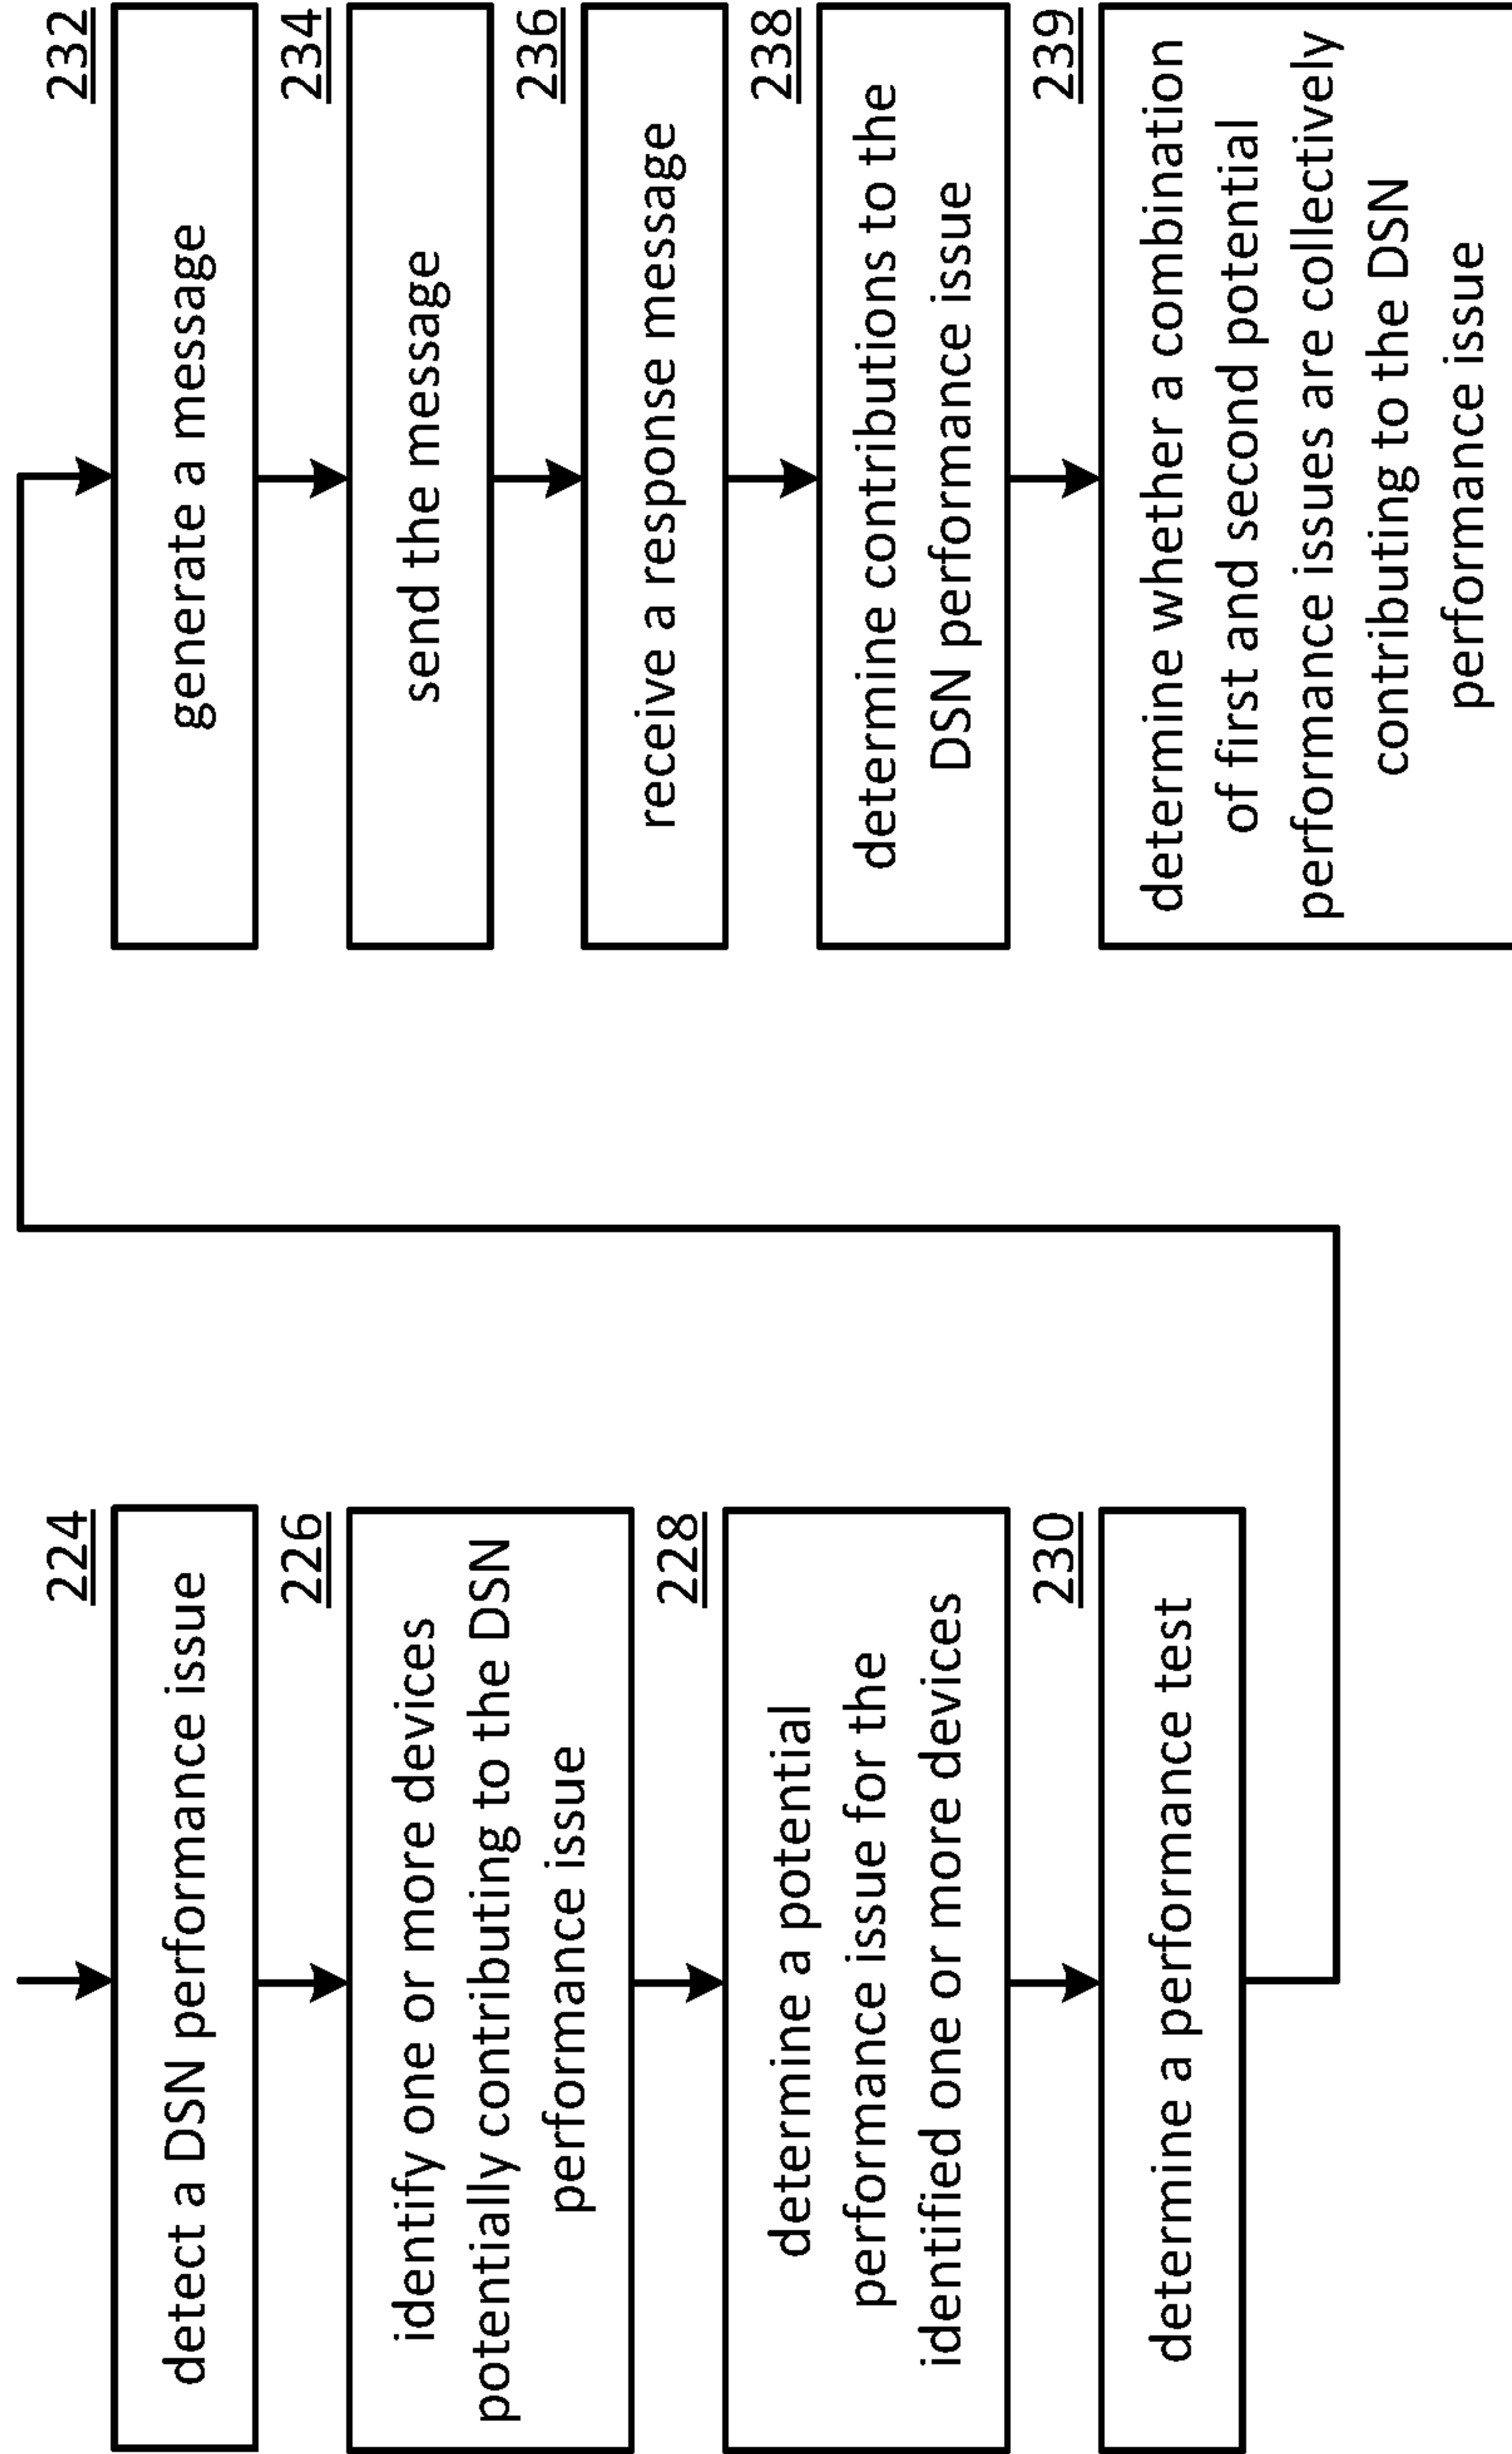 224
detect a DSN performance issue
226
identify one or more devices
potentially contributing to the DSN
performance issue
228
determine a potential
performance issue for the
identified one or more devices
230
determine a performance test
232
generate a message
234
send the message
236
receive a response message
238
determine contributions to the
DSN performance issue
239
determine whether a combination
of first and second potential
performance issues are collectively
contributing to the DSN
performance issue